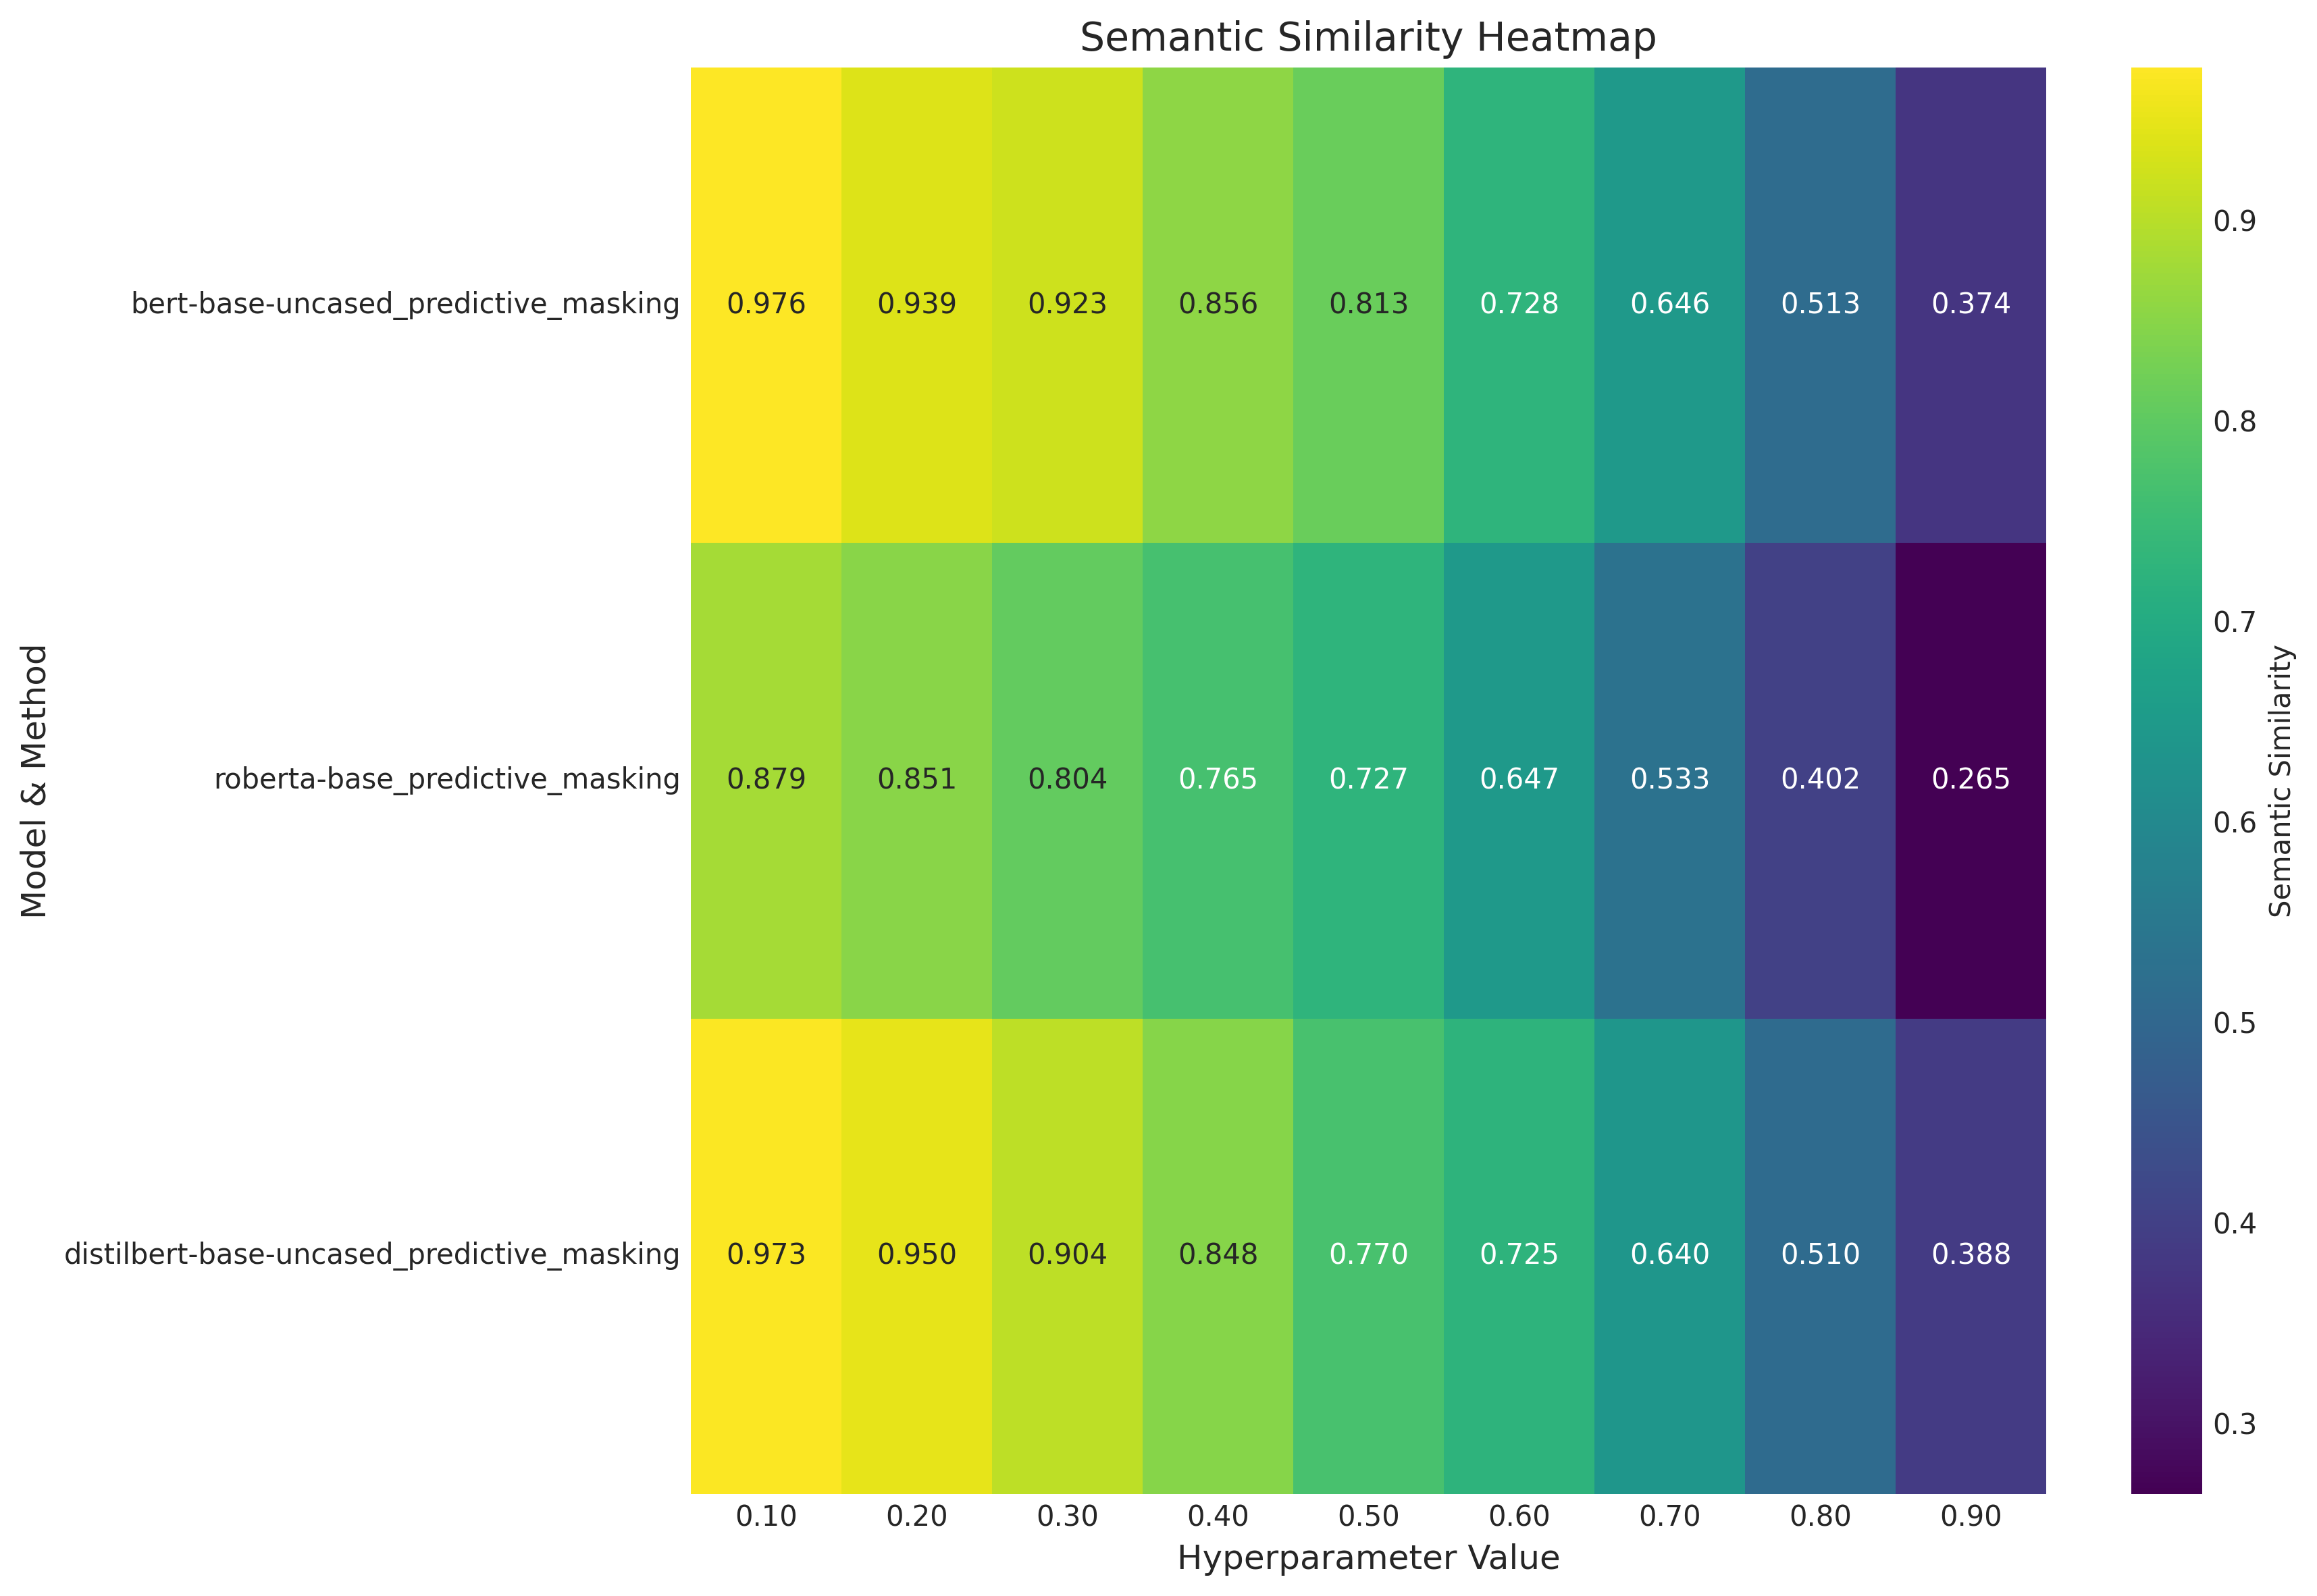 Semantic Similarity Heatmap
Model & Method
bert-base-uncased_predictive_masking 0.976 0.939 0.923 0.856 0.813 0.728 0.646 0.513 0.374
roberta-base_predictive_masking 0.879 0.851 0.804 0.765 0.727 0.647 0.533 0.402 0.265
distilbert-base-uncased_predictive_masking 0.973 0.950 0.904 0.848 0.770 0.725 0.640 0.510 0.388
0.10 0.20 0.30 0.40 0.50 0.60 0.70 0.80 0.90
Hyperparameter Value
0.9
0.8
0.7
0.6
0.5
0.4
0.3
Semantic Similarity